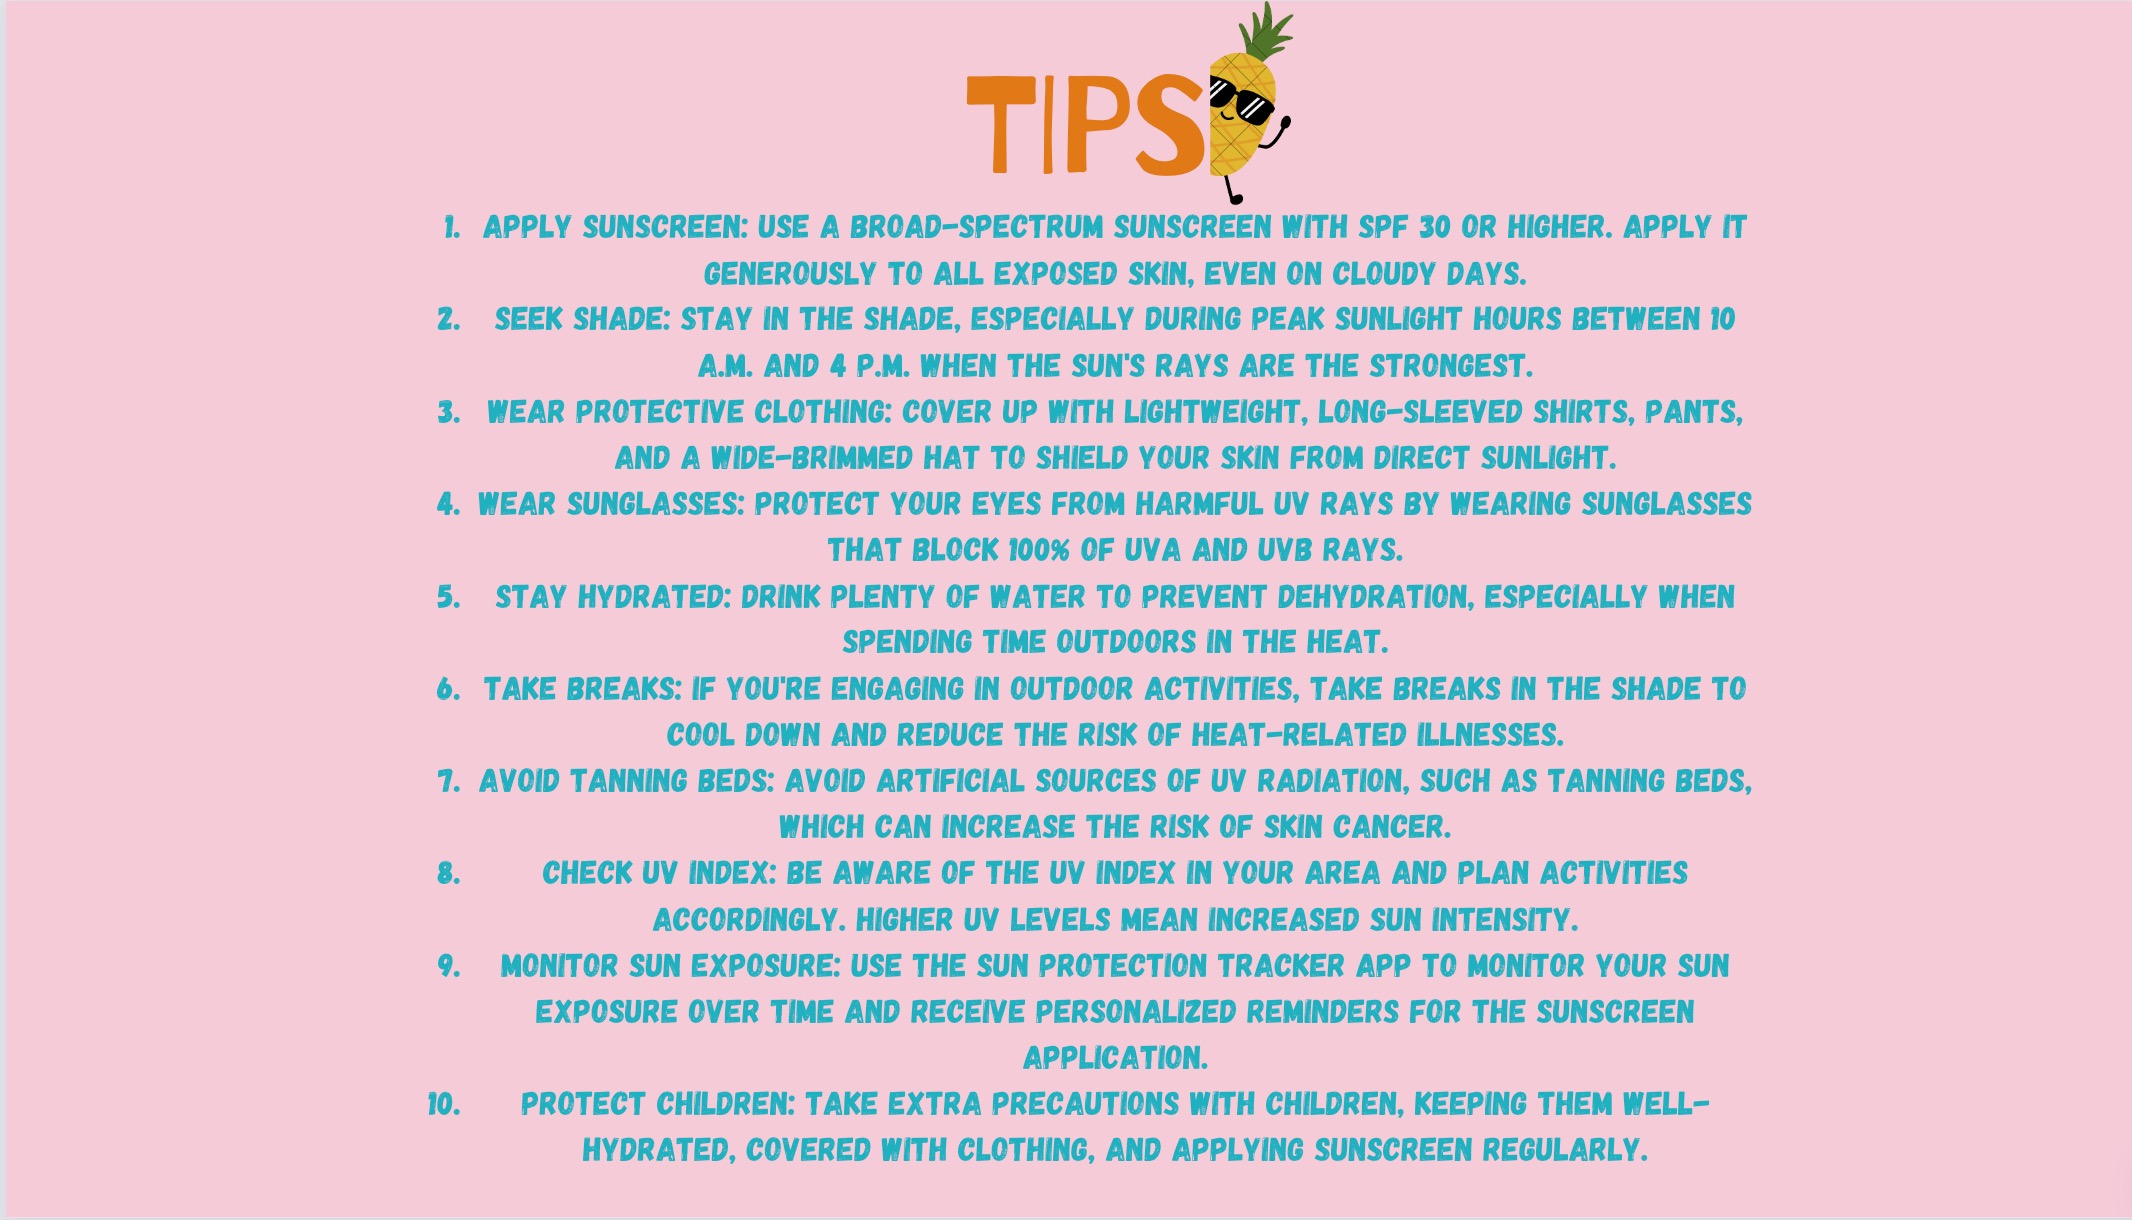 TIPS
1. APPLY SUNSCREEN: USE A BROAD-SPECTRUM SUNSCREEN WITH SPF 30 OR HIGHER. APPLY IT
GENEROUSLY TO ALL EXPOSED SKIN, EVEN ON CLOUDY DAYS.
2. SEEK SHADE: STAY IN THE SHADE, ESPECIALLY DURING PEAK SUNLIGHT HOURS BETWEEN 10
A.M. AND 4 P.M. WHEN THE SUN'S RAYS ARE THE STRONGEST.
3. WEAR PROTECTIVE CLOTHING: COVER UP WITH LIGHTWEIGHT, LONG-SLEEVED SHIRTS, PANTS,
AND A WIDE-BRIMMED HAT TO SHIELD YOUR SKIN FROM DIRECT SUNLIGHT.
4. WEAR SUNGLASSES: PROTECT YOUR EYES FROM HARMFUL UV RAYS BY WEARING SUNGLASSES
THAT BLOCK 100% OF UVA AND UVB RAYS.
5. STAY HYDRATED: DRINK PLENTY OF WATER TO PREVENT DEHYDRATION, ESPECIALLY WHEN
SPENDING TIME OUTDOORS IN THE HEAT.
6. TAKE BREAKS: IF YOU'RE ENGAGING IN OUTDOOR ACTIVITIES, TAKE BREAKS IN THE SHADE TO
COOL DOWN AND REDUCE THE RISK OF HEAT-RELATED ILLNESSES.
7. AVOID TANNING BEDS: AVOID ARTIFICIAL SOURCES OF UV RADIATION, SUCH AS TANNING BEDS,
WHICH CAN INCREASE THE RISK OF SKIN CANCER.
8. CHECK UV INDEX: BE AWARE OF THE UV INDEX IN YOUR AREA AND PLAN ACTIVITIES
ACCORDINGLY. HIGHER UV LEVELS MEAN INCREASED SUN INTENSITY.
9. MONITOR SUN EXPOSURE: USE THE SUN PROTECTION TRACKER APP TO MONITOR YOUR SUN
EXPOSURE OVER TIME AND RECEIVE PERSONALIZED REMINDERS FOR THE SUNSCREEN
APPLICATION.
10. PROTECT CHILDREN: TAKE EXTRA PRECAUTIONS WITH CHILDREN, KEEPING THEM WELL-
HYDRATED, COVERED WITH CLOTHING, AND APPLYING SUNSCREEN REGULARLY.